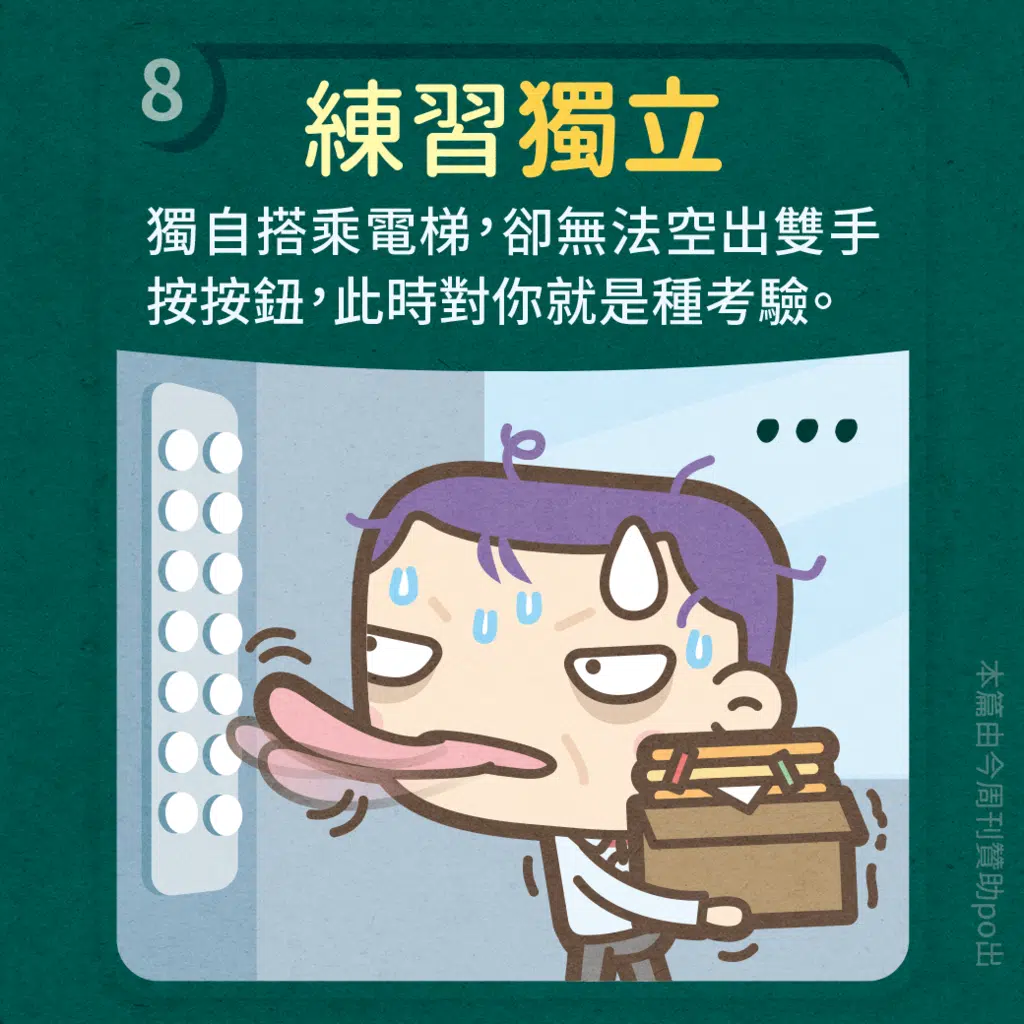 8
練習獨立
獨自搭乘電梯，卻無法空出雙手
按按鈕，此時對你就是種考驗。
本篇由今周刊贊助po出